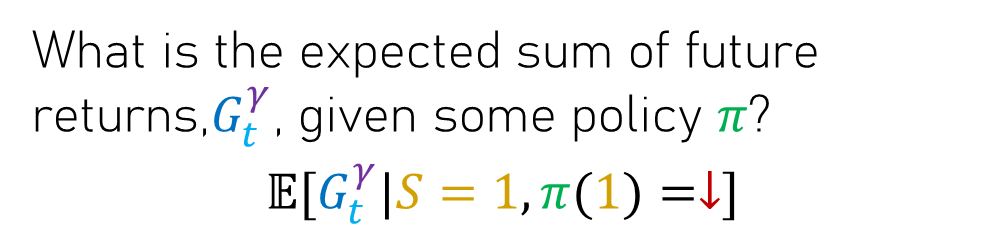 What is the expected sum of future
returns,G_t^γ, given some policy π?
𝔼[G_t^γ|S = 1, π(1) =↓]